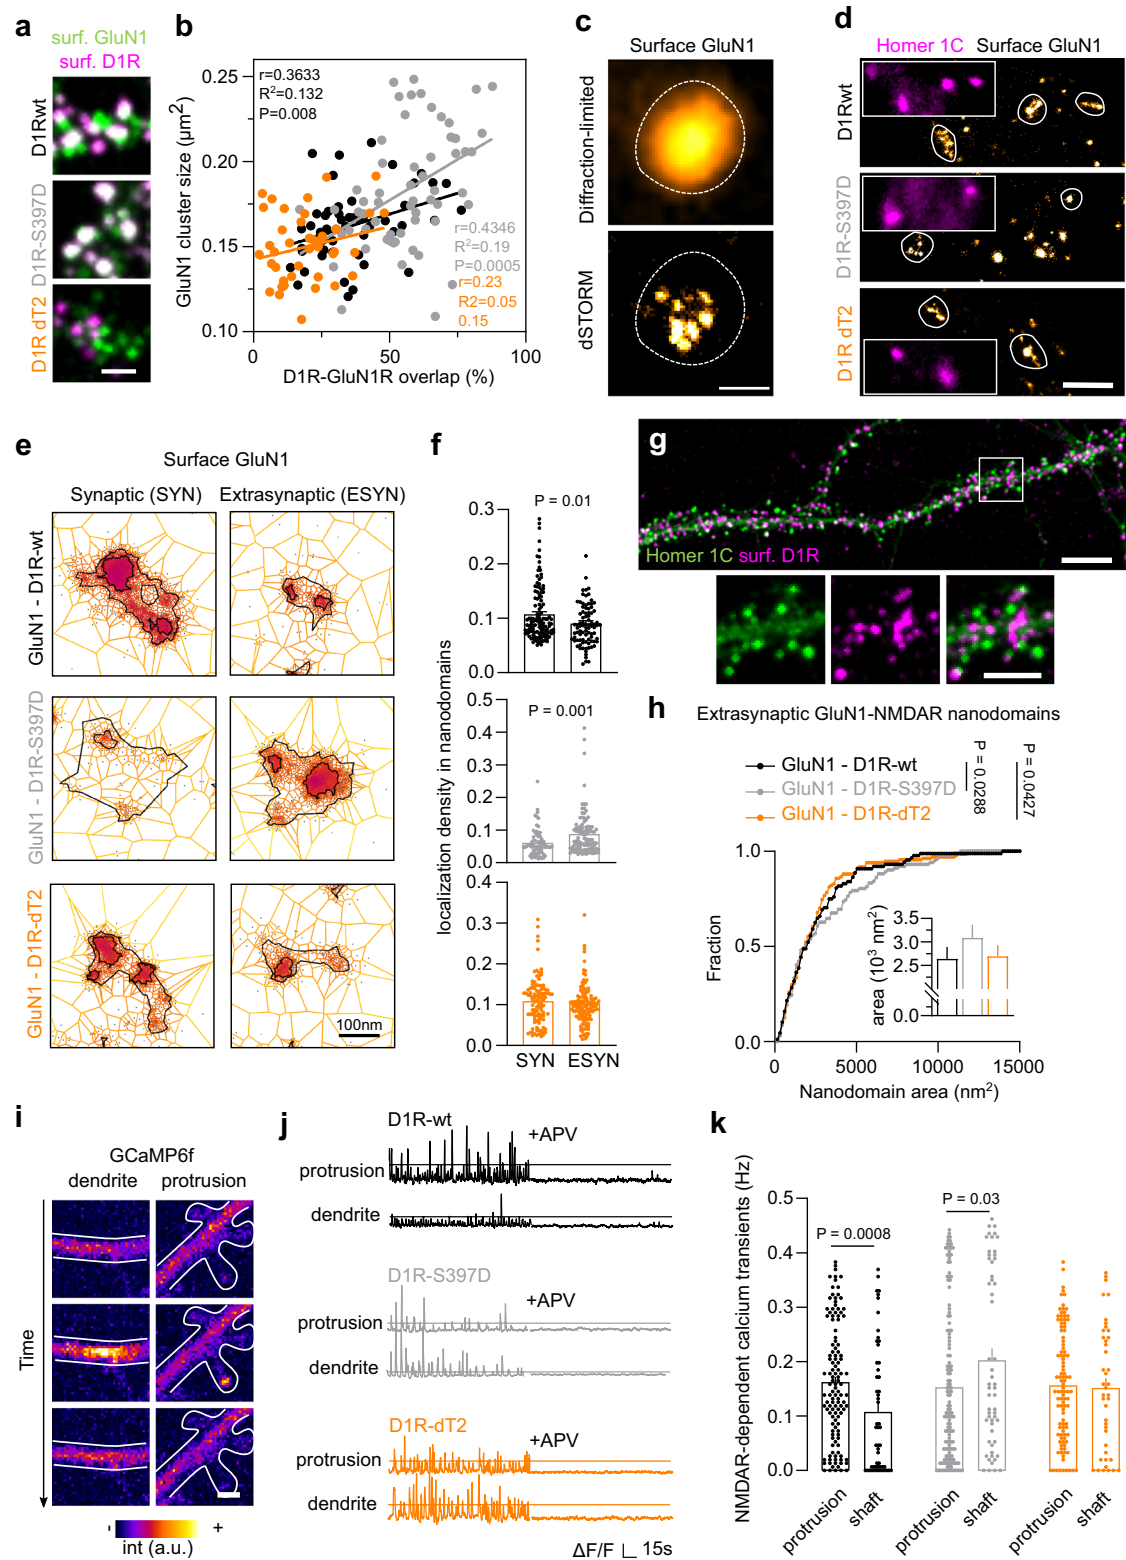 a
surf. GluN1
surf. D1R
D1Rwt
D1R-S397D
D1R dT2
b
r=0.3633
R²=0.132
P=0.008
r=0.4346
R²=0.19
P=0.0005
r=0.23
R2=0.05
0.15
GluN1 cluster size (µm²)
0.25
0.20
0.15
0.10
0
50
100
D1R-GluN1R overlap (%)
c
Surface GluN1
Diffraction-limited
dSTORM
d
Homer 1C Surface GluN1
D1Rwt
D1R-S397D
D1R dT2
e
Surface GluN1
Synaptic (SYN) Extrasynaptic (ESYN)
GluN1 - D1R-wt
GluN1 - D1R-S397D
GluN1 - D1R-dT2
100nm
f
localization density in nanodomains
P = 0.01
0.3
0.2
0.1
0.0
P = 0.001
0.5
0.4
0.3
0.2
0.1
0.0
0.4
0.3
0.2
0.1
0.0
SYN ESYN
g
Homer 1C surf. D1R
h
Extrasynaptic GluN1-NMDAR nanodomains
GluN1 - D1R-wt
GluN1 - D1R-S397D
GluN1 - D1R-dT2
P = 0.0288
P = 0.0427
Fraction
1.0
0.5
0.0
area (10³ nm²)
3.5
3.0
2.5
0.0
0 5000 10000 15000
Nanodomain area (nm²)
i
GCaMP6f
dendrite protrusion
Time
- +
int (a.u.)
j
D1R-wt
+APV
protrusion
dendrite
D1R-S397D
+APV
protrusion
dendrite
D1R-dT2
+APV
protrusion
dendrite
ΔF/F 15s
k
NMDAR-dependent calcium transients (Hz)
0.5
0.4
0.3
0.2
0.1
0.0
P = 0.0008
P = 0.03
protrusion
shaft
protrusion
shaft
protrusion
shaft